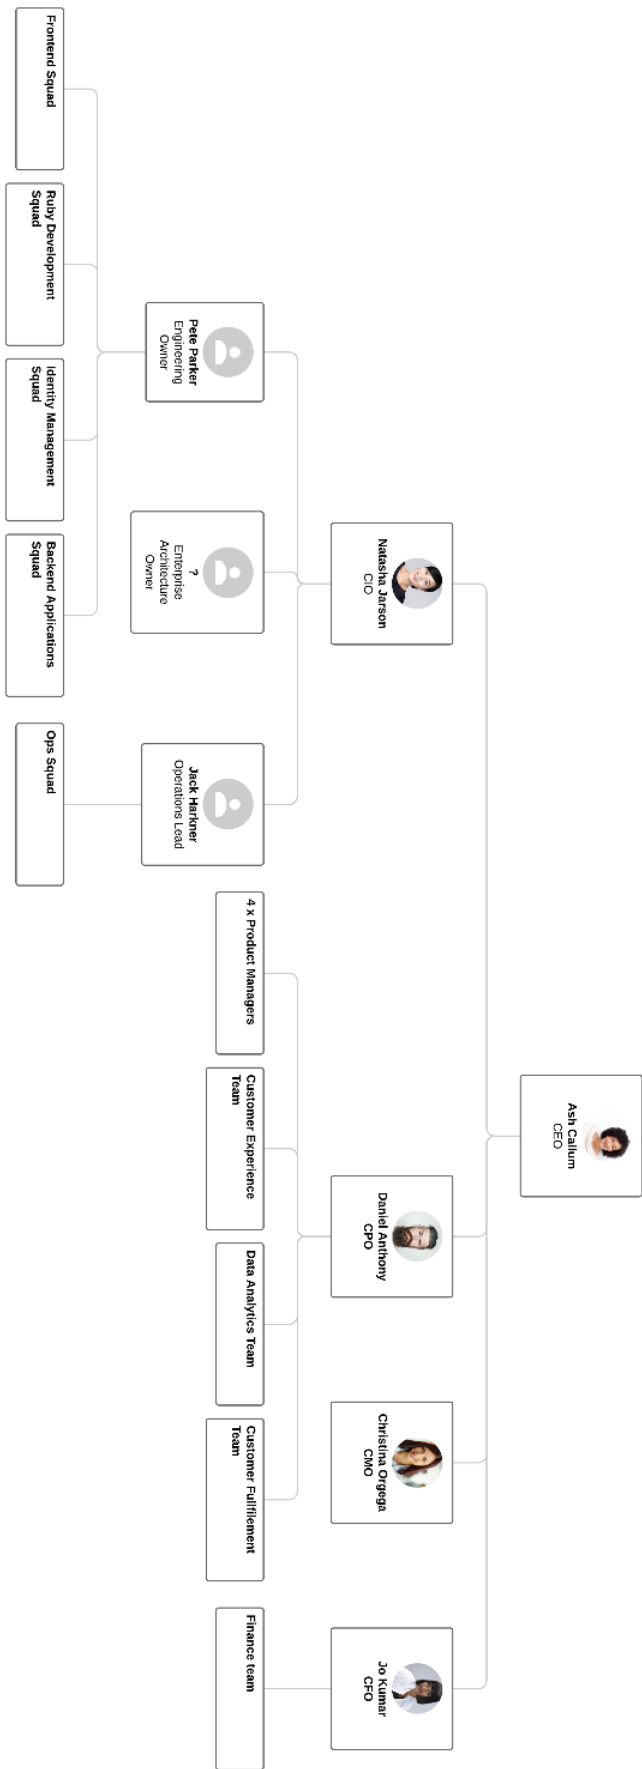 Ash Callum
CEO
Natasha Jarson
CIO
Daniel Anthony
CPO
Christina Orgega
CMO
Jo Kumar
CFO
Pete Parker
Engineering
Owner
?
Enterprise
Architecture
Owner
Jack Harkner
Operations Lead
4 x Product Managers
Customer Experience
Team
Data Analytics Team
Customer Fullfilement
Team
Finance team
Frontend Squad
Ruby Development
Squad
Identity Management
Squad
Backend Applications
Squad
Ops Squad